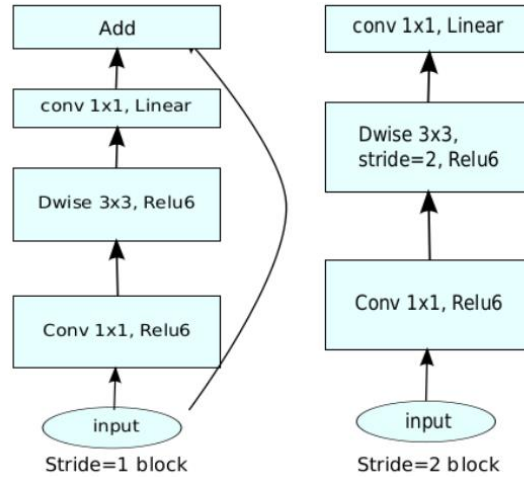 Add
conv 1x1, Linear
Dwise 3x3, Relu6
Conv 1x1, Relu6
input
Stride=1 block
conv 1x1, Linear
Dwise 3x3,
stride=2, Relu6
Conv 1x1, Relu6
input
Stride=2 block